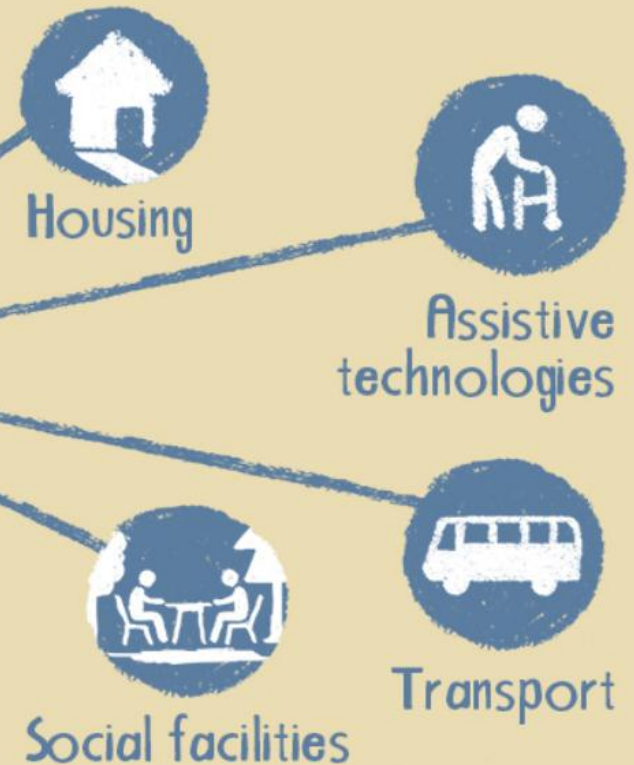 Housing
Assistive
technologies
Transport
Social facilities